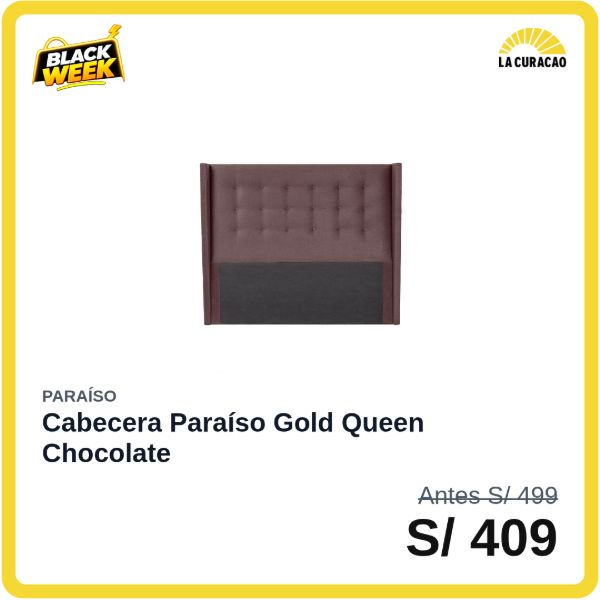 BLACK
WEEK
LA CURACAO
PARAÍSO
Cabecera Paraíso Gold Queen
Chocolate
Antes S/ 499
S/ 409